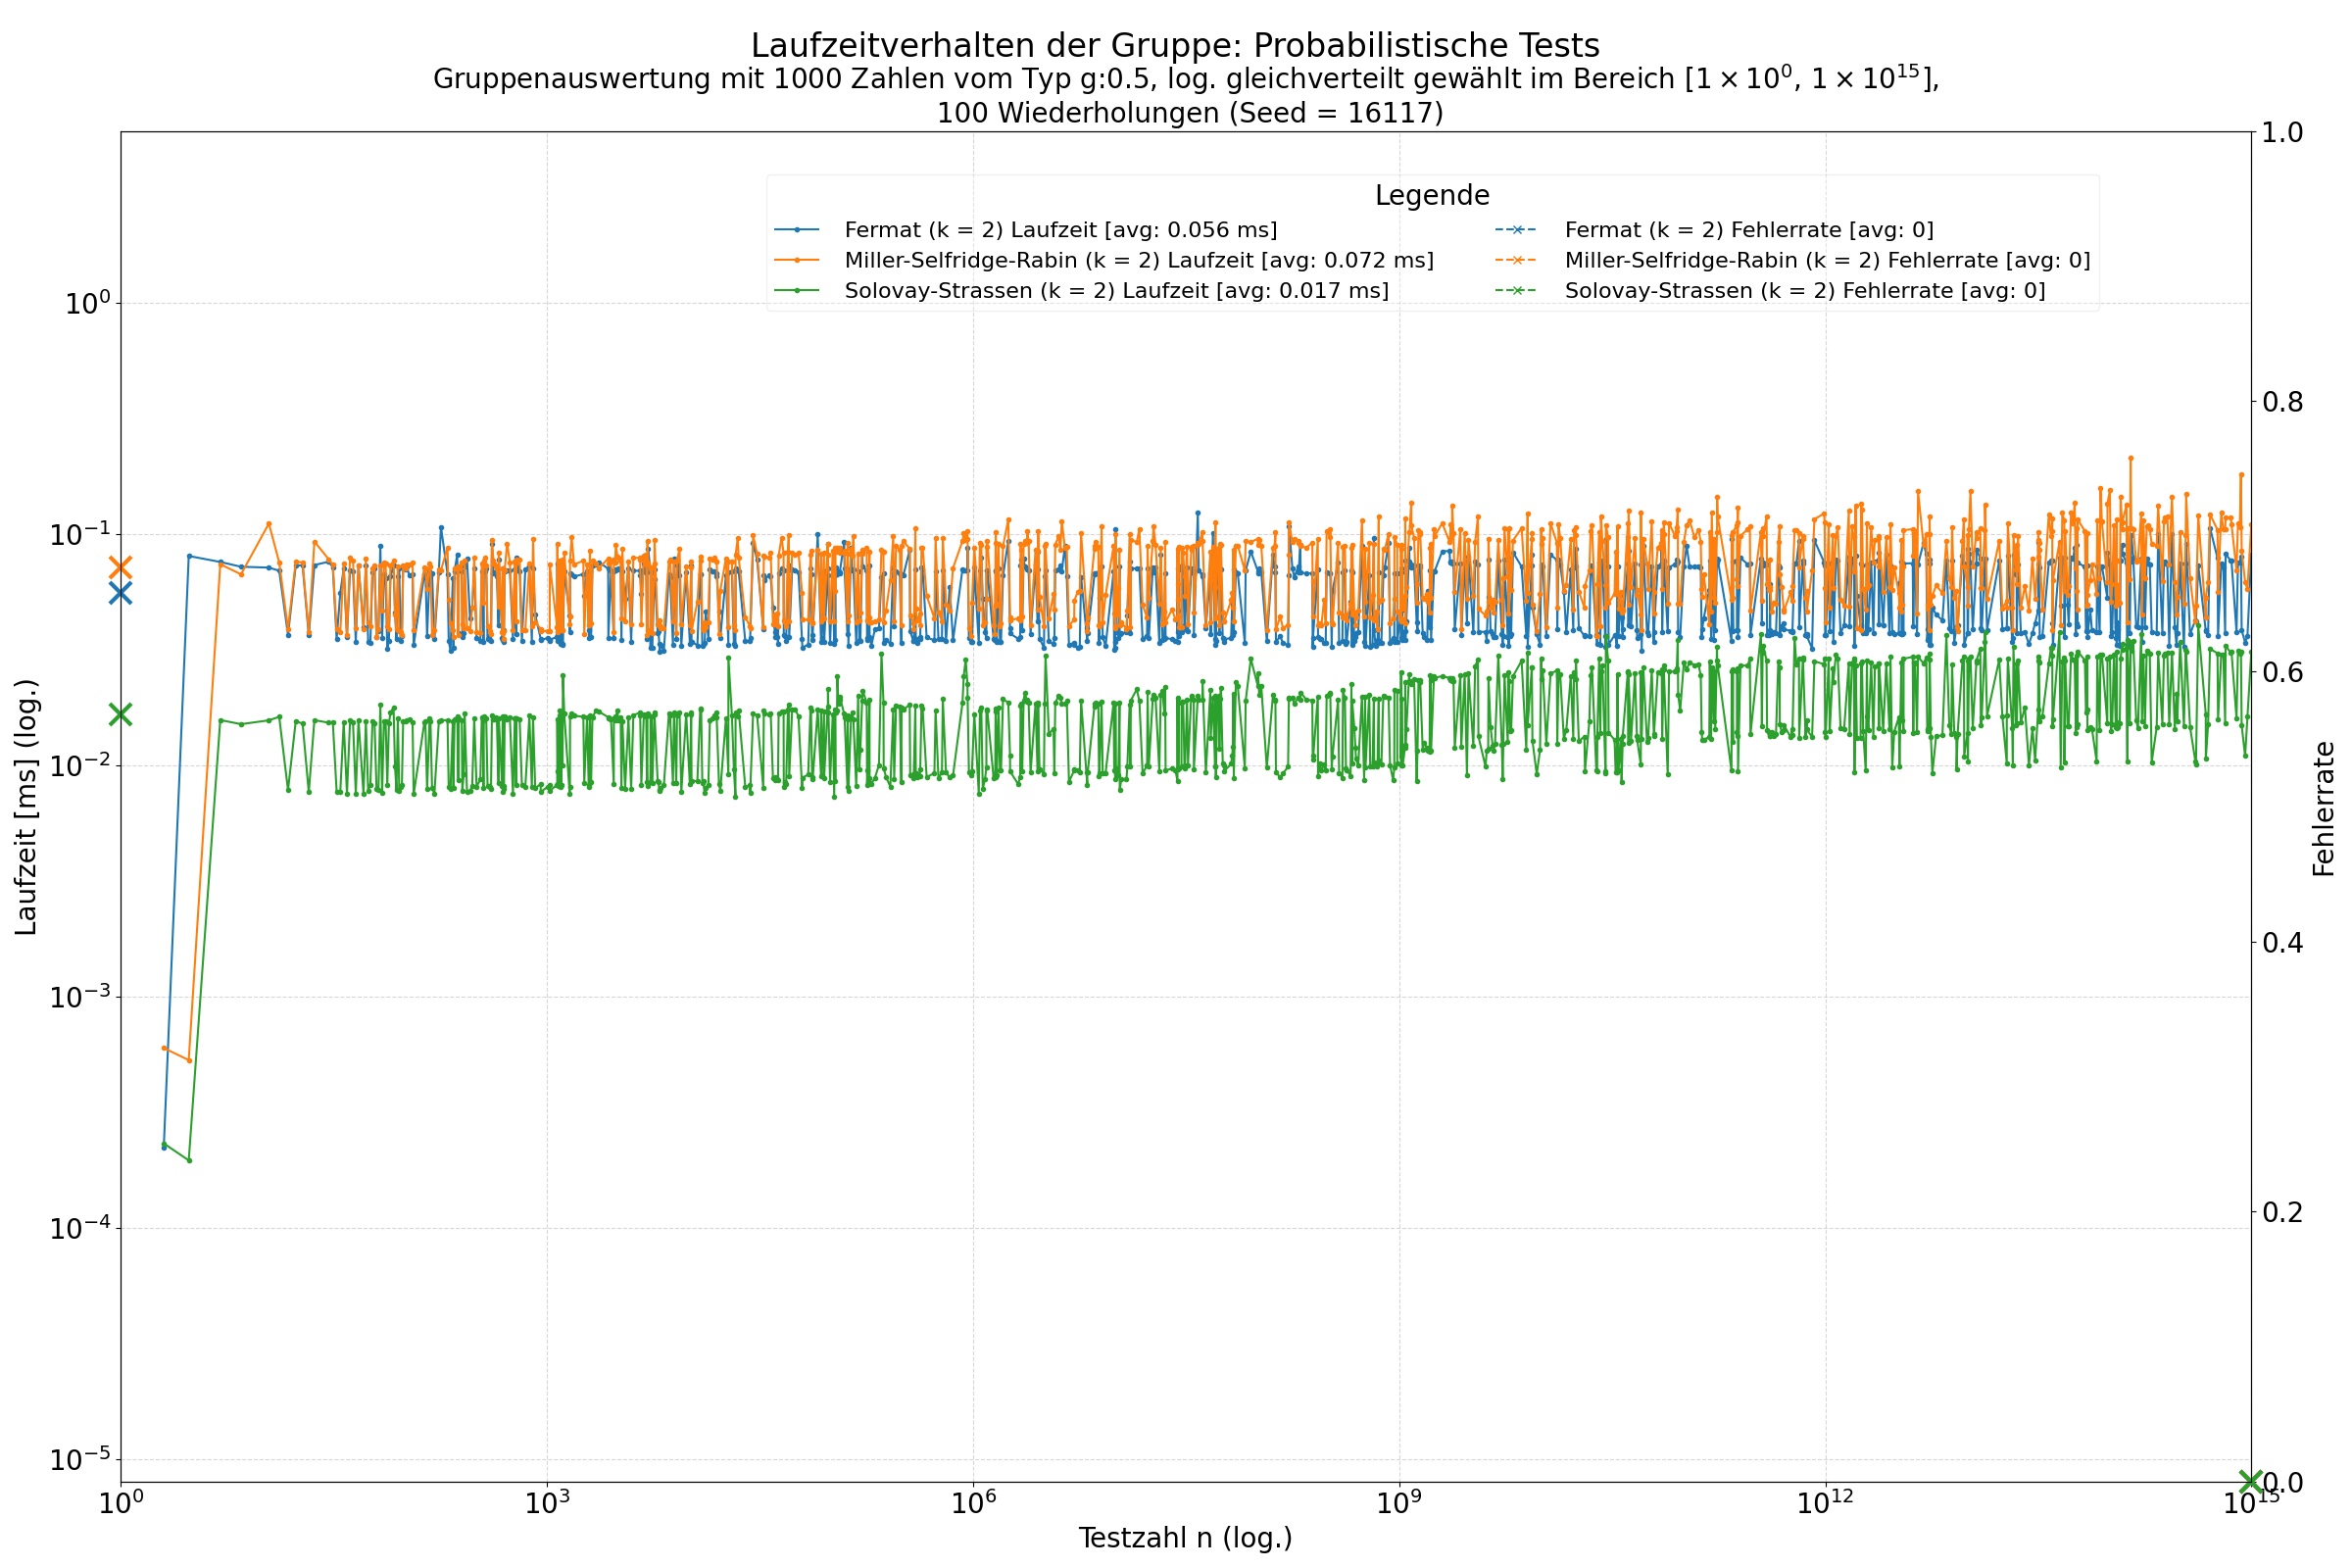 Laufzeitverhalten der Gruppe: Probabilistische Tests
Gruppenauswertung mit 1000 Zahlen vom Typ g:0.5, log. gleichverteilt gewählt im Bereich [1 × 10⁰, 1 × 10¹⁵],
100 Wiederholungen (Seed = 16117)
Legende
Fermat (k = 2) Laufzeit [avg: 0.056 ms]
Miller-Selfridge-Rabin (k = 2) Laufzeit [avg: 0.072 ms]
Solovay-Strassen (k = 2) Laufzeit [avg: 0.017 ms]
Fermat (k = 2) Fehlerrate [avg: 0]
Miller-Selfridge-Rabin (k = 2) Fehlerrate [avg: 0]
Solovay-Strassen (k = 2) Fehlerrate [avg: 0]
Laufzeit [ms] (log.)
10⁰
10⁻¹
10⁻²
10⁻³
10⁻⁴
10⁻⁵
1.0
0.8
0.6
0.4
0.2
0.0
Fehlerrate
10⁰
10³
10⁶
10⁹
10¹²
10¹⁵
Testzahl n (log.)